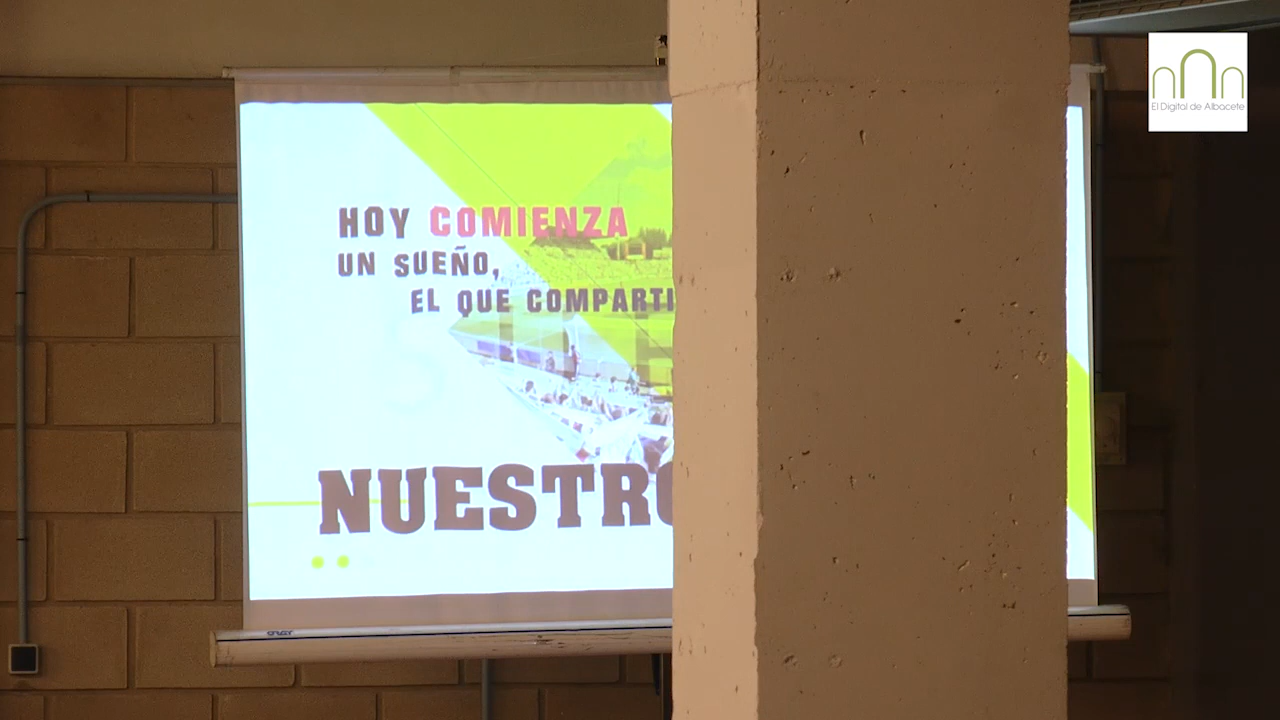 El Digital de Albacete
HOY COMIENZA
UN SUEÑO,
EL QUE COMPARTI
NUESTRO